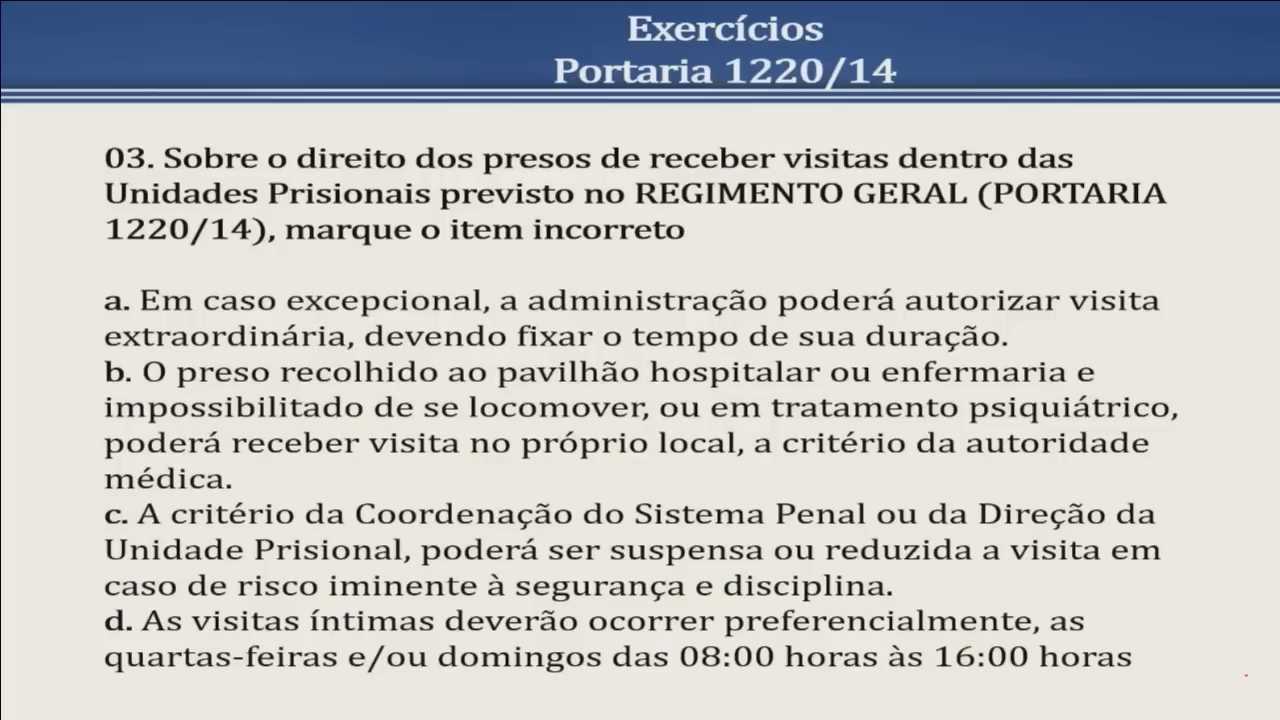 Exercícios
Portaria 1220/14
03. Sobre o direito dos presos de receber visitas dentro das
Unidades Prisionais previsto no REGIMENTO GERAL (PORTARIA
1220/14), marque o item incorreto
a. Em caso excepcional, a administração poderá autorizar visita
extraordinária, devendo fixar o tempo de sua duração.
b. O preso recolhido ao pavilhão hospitalar ou enfermaria e
impossibilitado de se locomover, ou em tratamento psiquiátrico,
poderá receber visita no próprio local, a critério da autoridade
médica.
c. A critério da Coordenação do Sistema Penal ou da Direção da
Unidade Prisional, poderá ser suspensa ou reduzida a visita em
caso de risco iminente à segurança e disciplina.
d. As visitas íntimas deverão ocorrer preferencialmente, as
quartas-feiras e/ou domingos das 08:00 horas às 16:00 horas